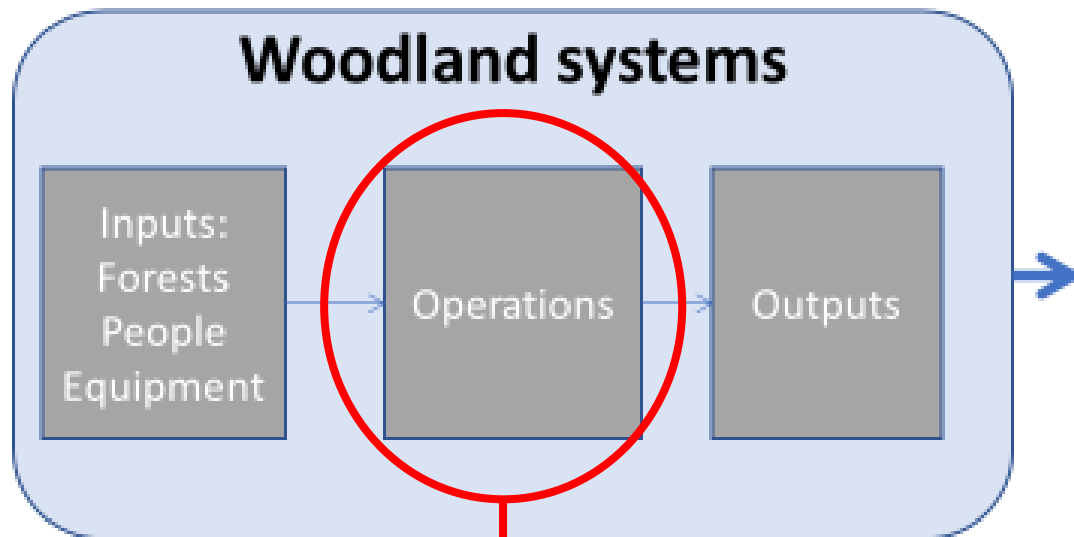 Woodland systems
Inputs:
Forests
People
Equipment
Operations
Outputs